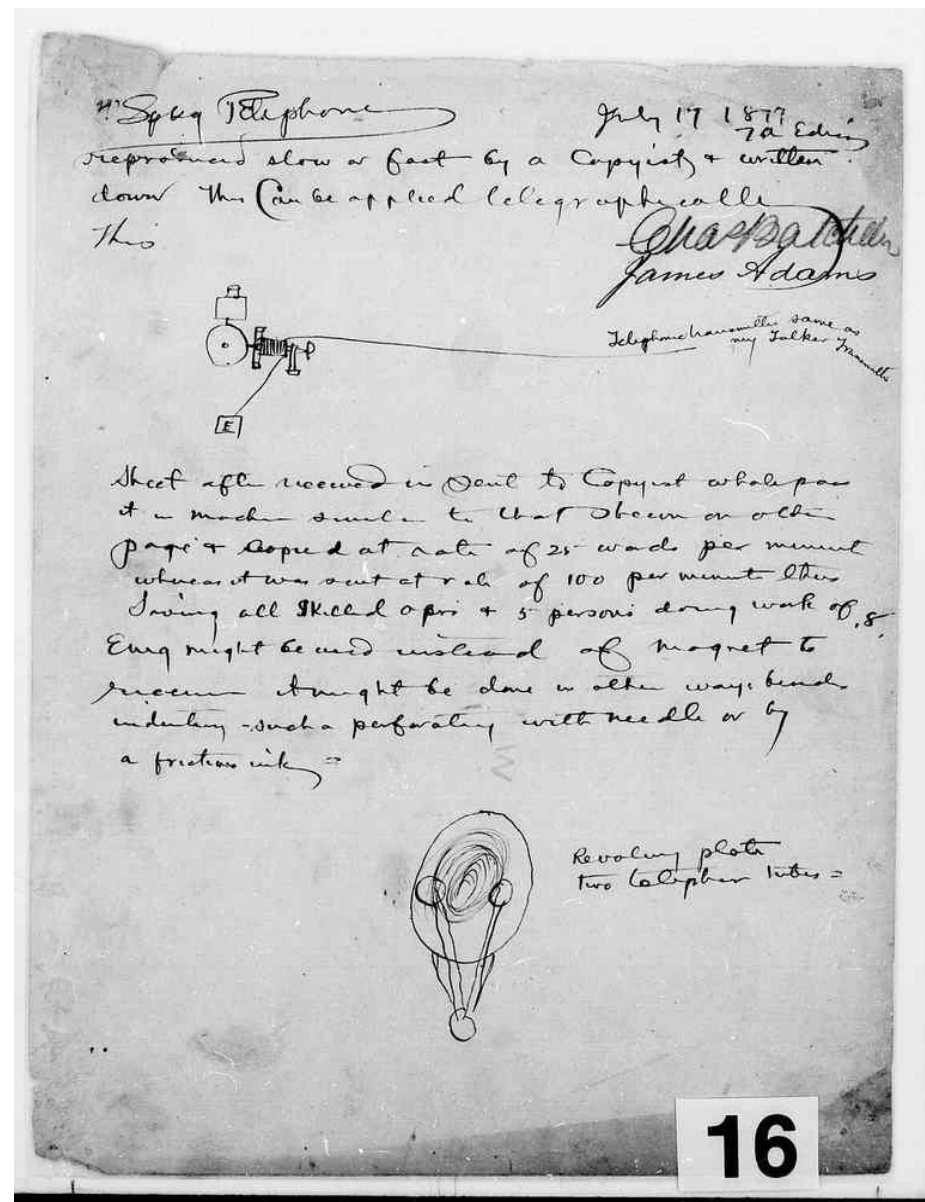 Spkg Telephone
July 17 1877
T A Edison
reproduced slow or fast by a Copyist & written
down This Can be applied telegraphically
This
Chas Batchelor
James Adams
Telephone transmitter same as
my Talker Transmitter
E
Sheet after received is Sent to Copyist who pass
it in machine similar to that shown on other
page & Copied at rate of 25 words per minute
whereas it was sent at rate of 100 per minute thus
Saving all Skilled oprs & 5 persons doing work of 8.
Emg might be used instead of magnet to
receive it might be done in other ways besides
indenting - such as perforating with needle or by
a friction ink =
Revolving plate
two telephone tubes =
16